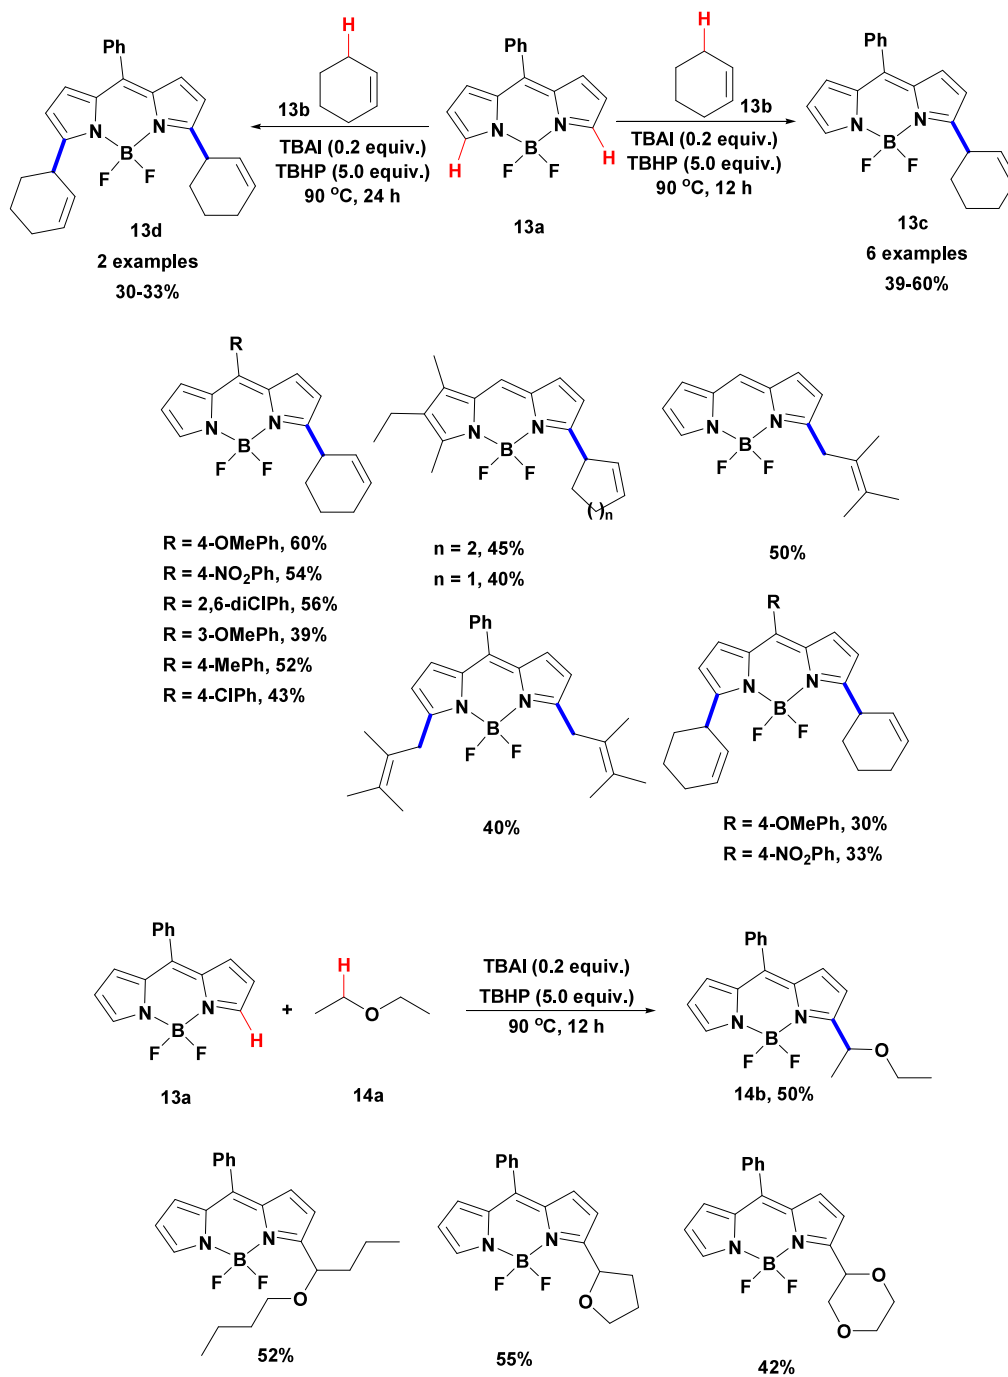 Ph
H
Ph
H
Ph
13b
13b
N
N
B
F
F
TBAI (0.2 equiv.)
TBHP (5.0 equiv.)
90 °C, 24 h
N
N
B
F
F
H
H
TBAI (0.2 equiv.)
TBHP (5.0 equiv.)
90 °C, 12 h
N
N
B
F
F
13d
2 examples
30-33%
13a
13c
6 examples
39-60%
R
N
N
B
F
F
R = 4-OMePh, 60%
R = 4-NO₂Ph, 54%
R = 2,6-diClPh, 56%
R = 3-OMePh, 39%
R = 4-MePh, 52%
R = 4-ClPh, 43%
N
N
B
F
F
( )n
n = 2, 45%
n = 1, 40%
N
N
B
F
F
50%
Ph
N
N
B
F
F
40%
R
N
N
B
F
F
R = 4-OMePh, 30%
R = 4-NO₂Ph, 33%
Ph
N
N
B
F
F
H
13a
+
H
O
14a
TBAI (0.2 equiv.)
TBHP (5.0 equiv.)
90 °C, 12 h
Ph
N
N
B
F
F
O
14b, 50%
Ph
N
N
B
F
F
O
52%
Ph
N
N
B
F
F
O
55%
Ph
N
N
B
F
F
O
O
42%